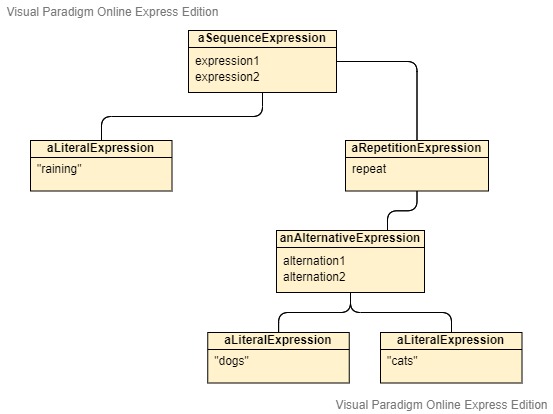 Visual Paradigm Online Express Edition
aSequenceExpression
expression1
expression2
aLiteralExpression
"raining"
aRepetitionExpression
repeat
anAlternativeExpression
alternation1
alternation2
aLiteralExpression
"dogs"
aLiteralExpression
"cats"
Visual Paradigm Online Express Edition